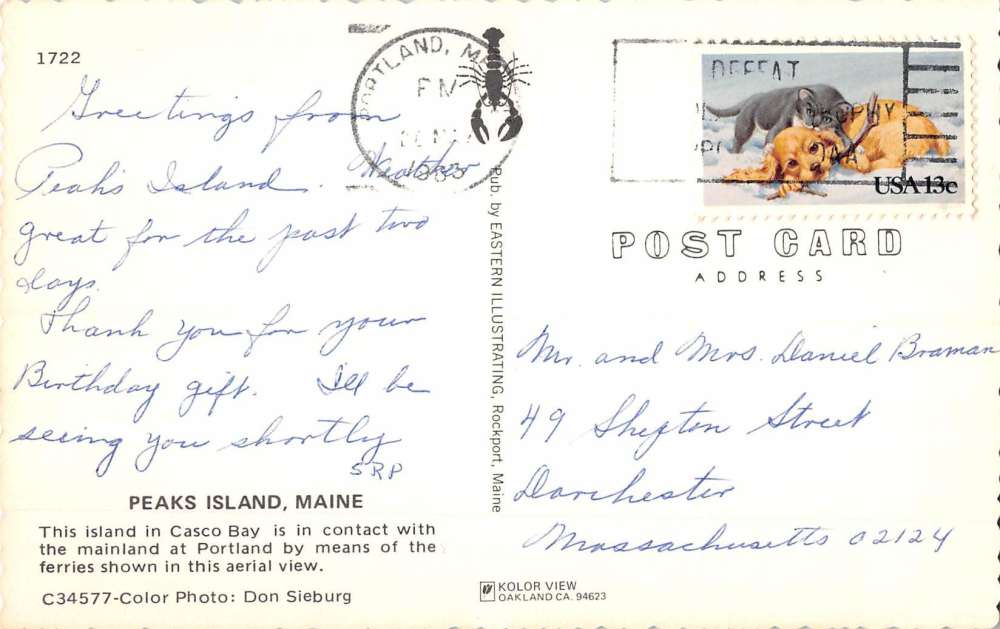 1722
Greetings from
Peaks Island. Weather
great for the past two
days.
Thank you for your
Birthday gift. I'll be
seeing you shortly
SRP
PEAKS ISLAND, MAINE
This island in Casco Bay is in contact with
the mainland at Portland by means of the
ferries shown in this aerial view.
C34577-Color Photo: Don Sieburg
Pub. by EASTERN ILLUSTRATING, Rockport, Maine
PORTLAND,
PM
DEFEAT
USA 13c
POST CARD
ADDRESS
Mr. and Mrs. Daniel Braman
49 Shepton Street
Dorchester
Massachusetts 02124
KOLOR VIEW
OAKLAND CA. 94623